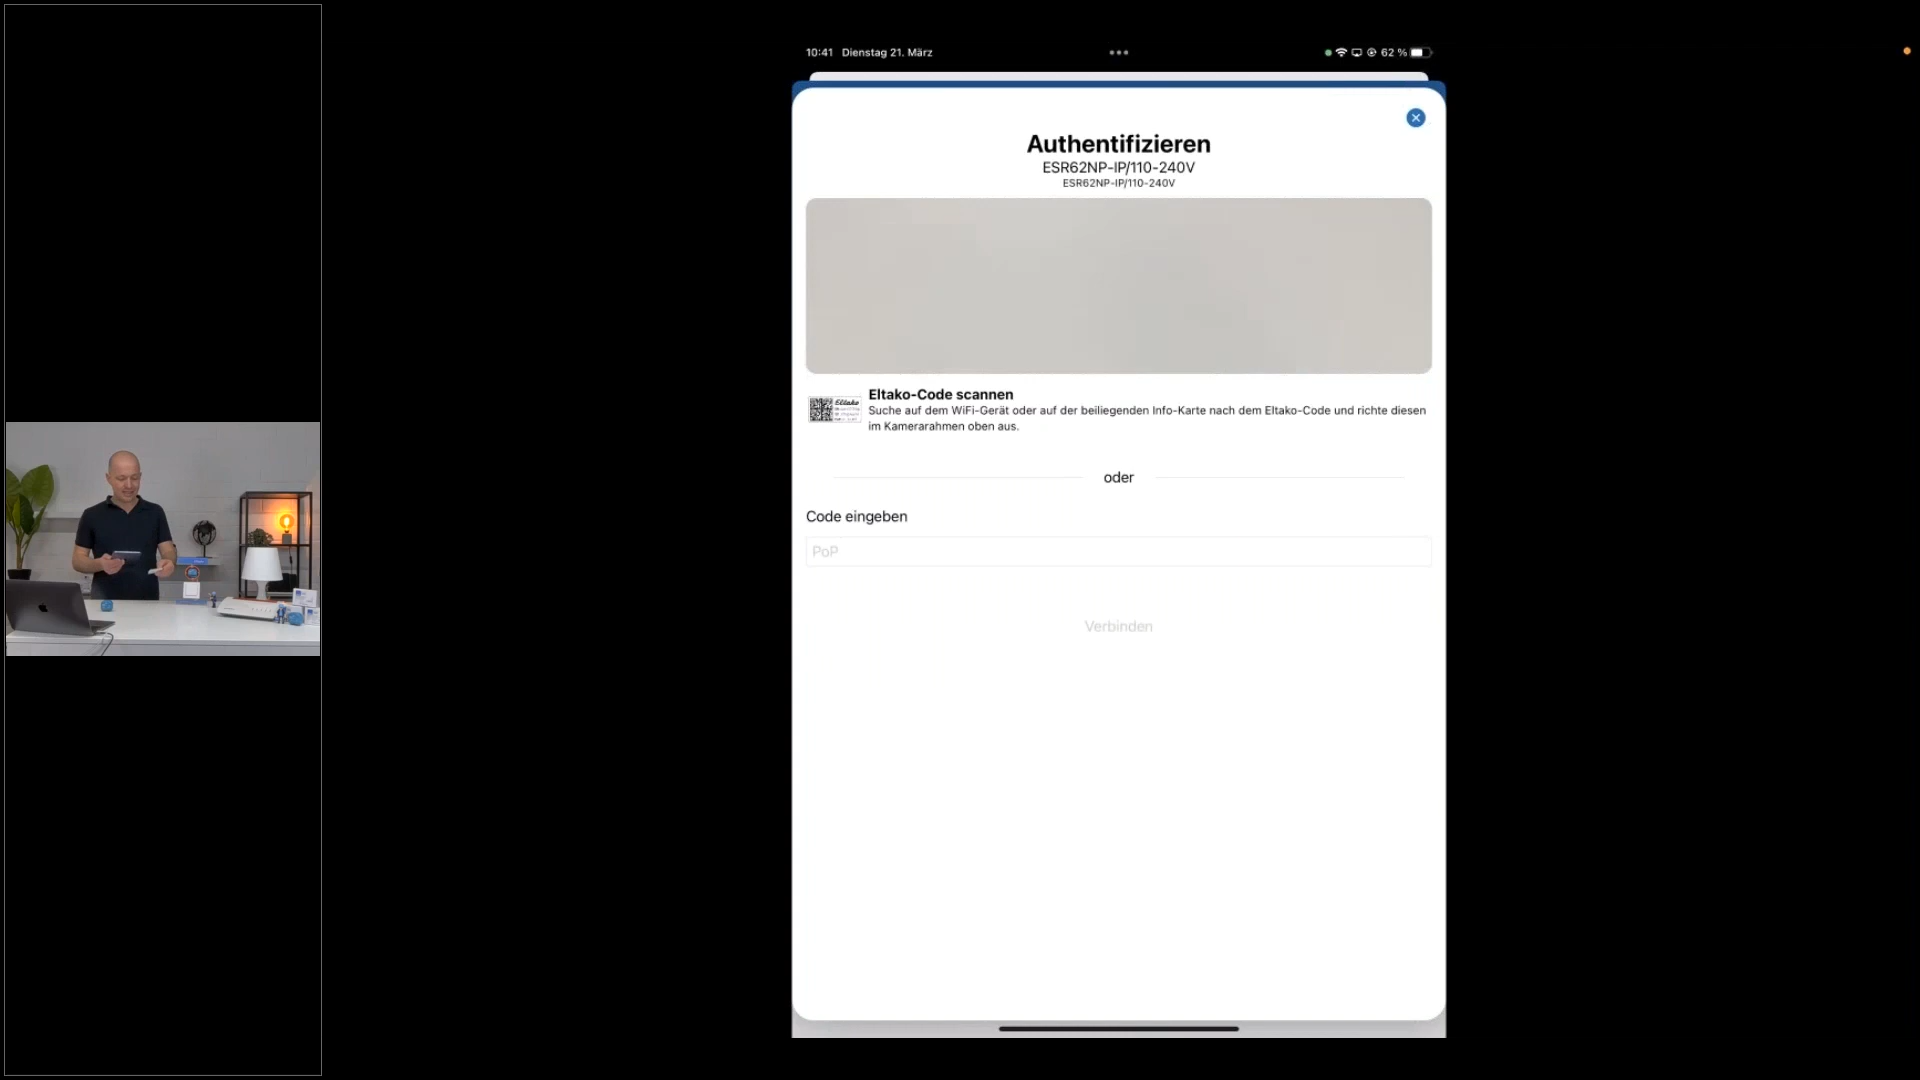 10:41 Dienstag 21. März
62 %
Authentifizieren
ESR62NP-IP/110-240V
ESR62NP-IP/110-240V
Eltako
Eltako-Code scannen
Suche auf dem WiFi-Gerät oder auf der beiliegenden Info-Karte nach dem Eltako-Code und richte diesen
im Kamerarahmen oben aus.
oder
Code eingeben
PoP
Verbinden